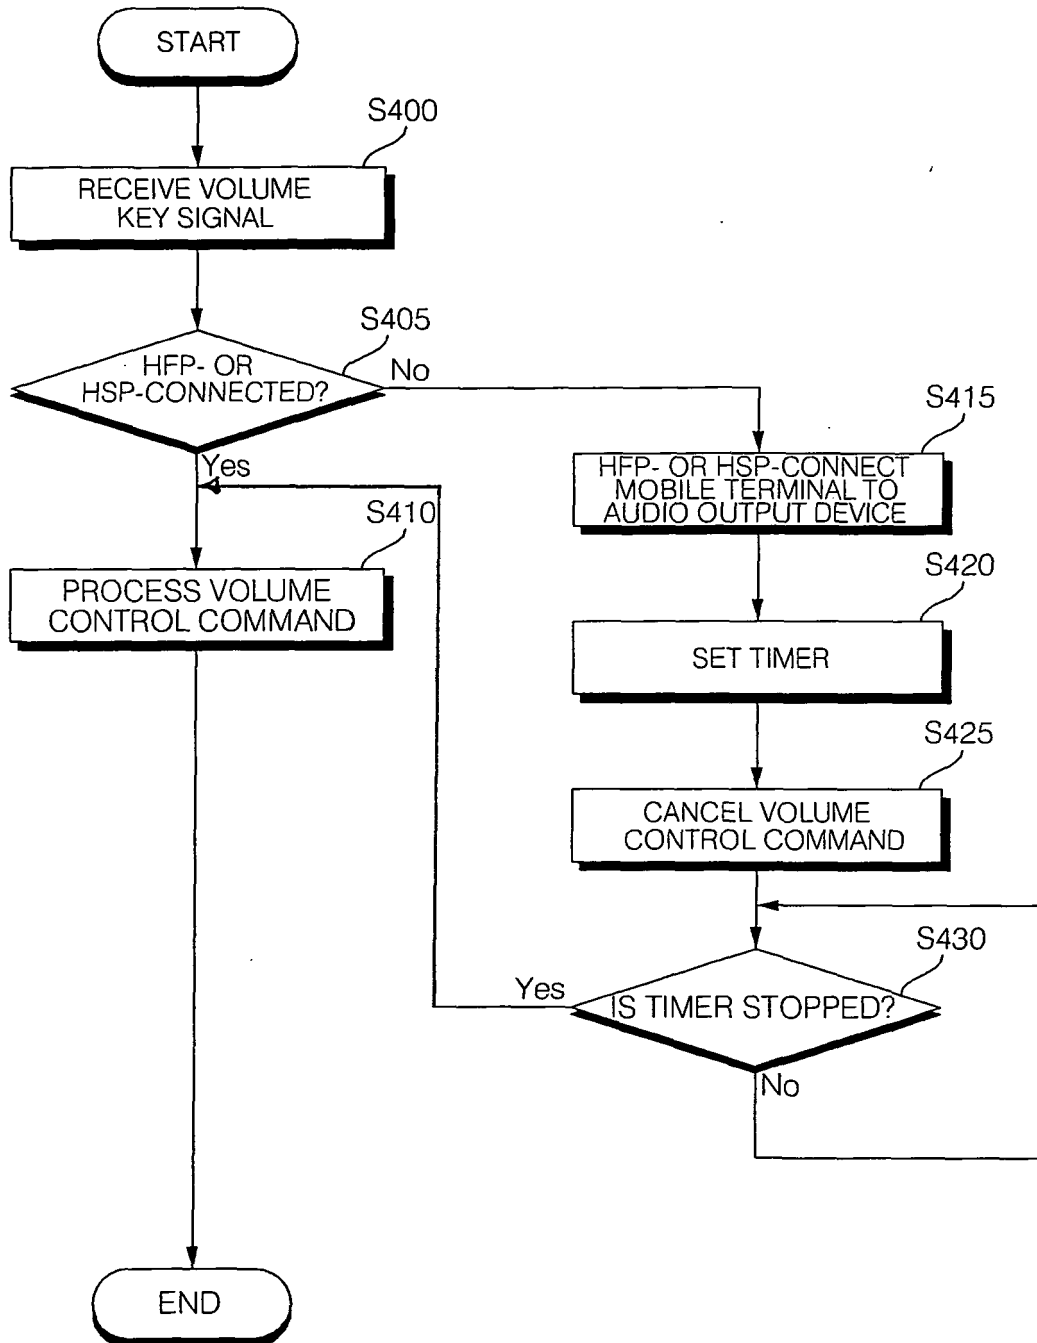 START
S400
RECEIVE VOLUME
KEY SIGNAL
S405
HFP- OR
HSP-CONNECTED?
No
Yes
S415
HFP- OR HSP-CONNECT
MOBILE TERMINAL TO
AUDIO OUTPUT DEVICE
S410
PROCESS VOLUME
CONTROL COMMAND
S420
SET TIMER
S425
CANCEL VOLUME
CONTROL COMMAND
S430
IS TIMER STOPPED?
Yes
No
END